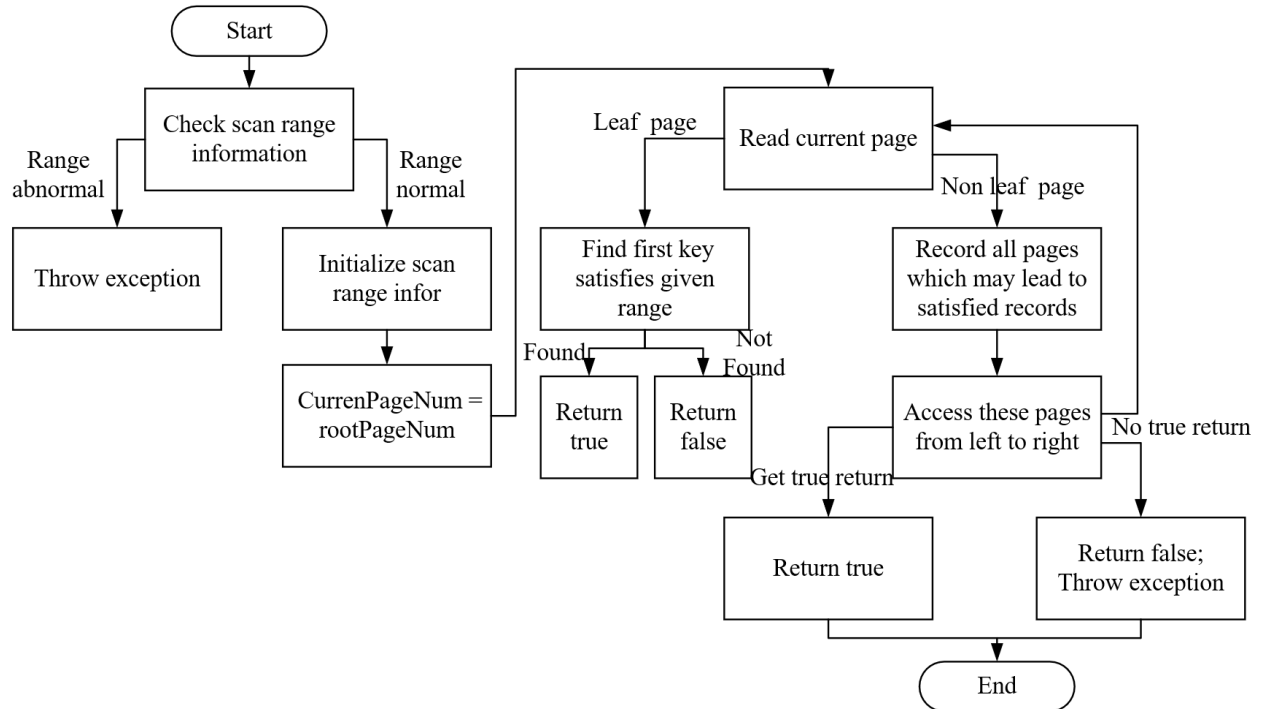 Start
Check scan range
information
Range
abnormal
Range
normal
Throw exception
Initialize scan
range infor
CurrenPageNum =
rootPageNum
Read current page
Leaf page
Non leaf page
Find first key
satisfies given
range
Record all pages
which may lead to
satisfied records
Found
Not
Found
Return
true
Return
false
Access these pages
from left to right
Get true return
No true return
Return true
Return false;
Throw exception
End